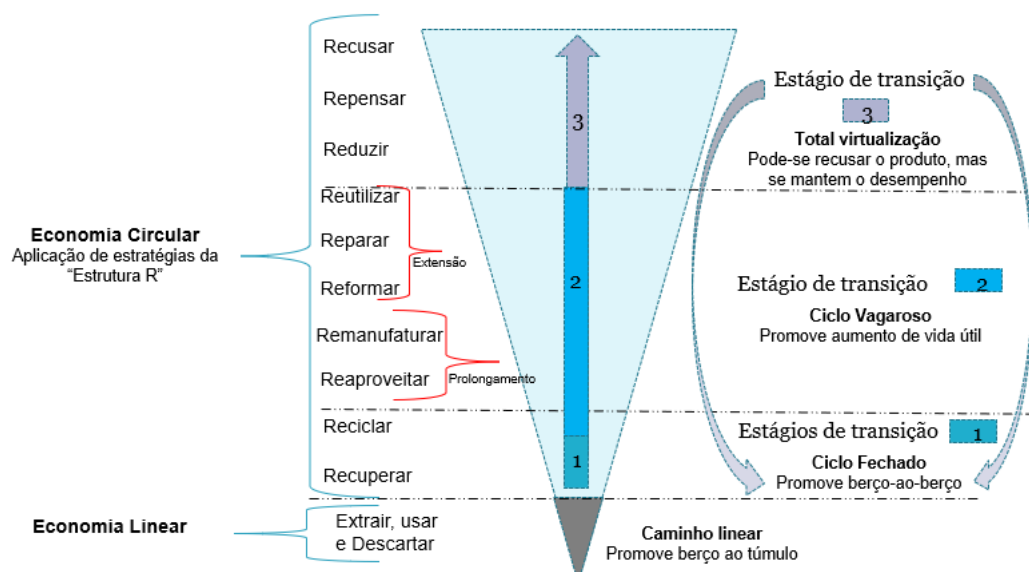 Recusar
Repensar
Reduzir
Reutilizar
Reparar
Reformar
Extensão
Remanufaturar
Reaproveitar
Prolongamento
Reciclar
Recuperar
Economia Circular
Aplicação de estratégias da
“Estrutura R”
Economia Linear
Extrair, usar
e Descartar
3
2
1
Estágio de transição
3
Total virtualização
Pode-se recusar o produto, mas
se mantem o desempenho
Estágio de transição 2
Ciclo Vagaroso
Promove aumento de vida útil
Estágios de transição 1
Ciclo Fechado
Promove berço-ao-berço
Caminho linear
Promove berço ao túmulo